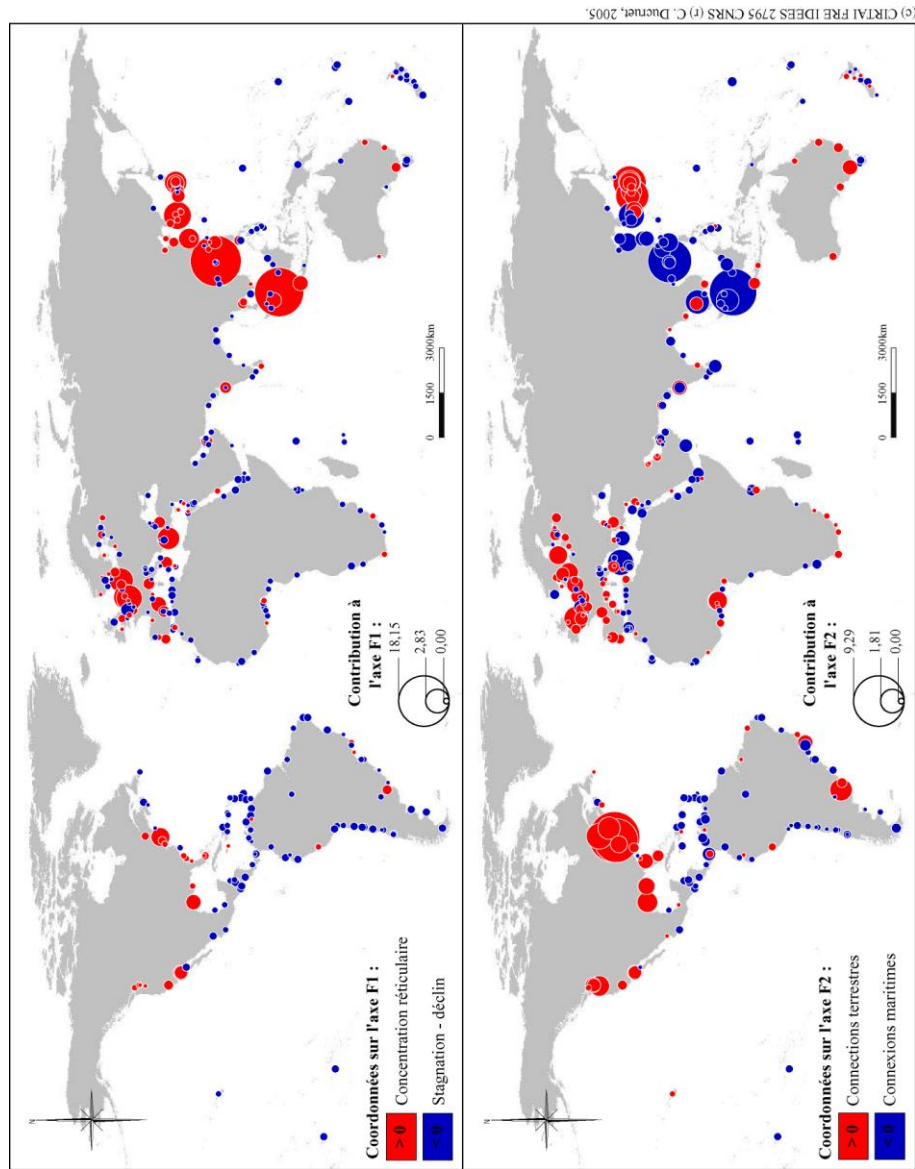 N
Coordonnées sur l'axe F1 :
> 0 Concentration réticulaire
< 0 Stagnation - déclin
Contribution à
l'axe F1 :
18,15
2,83
0,00
0 1500 3000km
Coordonnées sur l'axe F2 :
> 0 Connections terrestres
< 0 Connexions maritimes
Contribution à
l'axe F2 :
9,29
1,81
0,00
0 1500 3000km
(c) CIRTAI FRE IDEES 2795 CNRS (r) C. Ducruet, 2005.